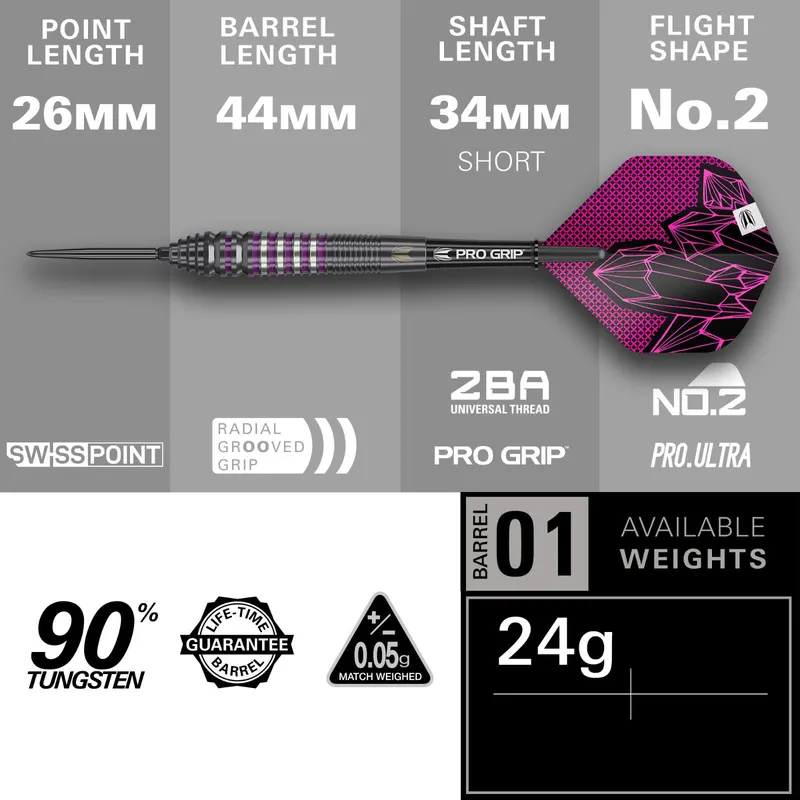 POINT
LENGTH
26MM
BARREL
LENGTH
44MM
SHAFT
LENGTH
34MM
SHORT
FLIGHT
SHAPE
No.2
PRO GRIP
SWISSPOINT
RADIAL
GROOVED
GRIP
2BA
UNIVERSAL THREAD
PRO GRIP™
NO.2
PRO.ULTRA
90%
TUNGSTEN
LIFE-TIME
GUARANTEE
BARREL
+/-
0.05g
MATCH WEIGHED
BARREL
01
AVAILABLE
WEIGHTS
24g